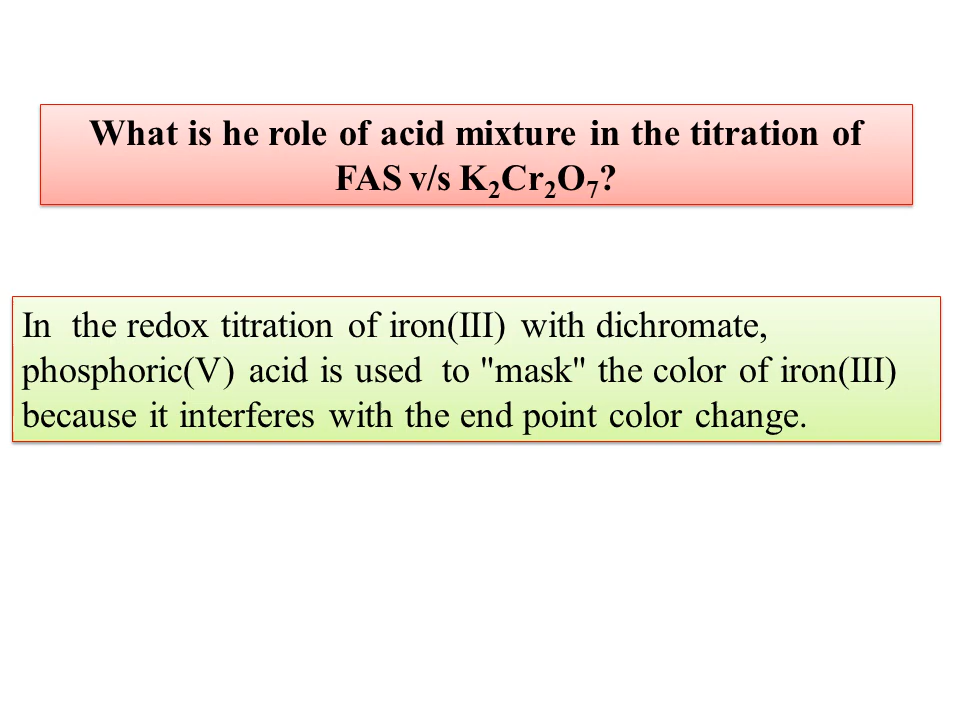 What is he role of acid mixture in the titration of
FAS v/s K₂Cr₂O₇?
In the redox titration of iron(III) with dichromate,
phosphoric(V) acid is used to "mask" the color of iron(III)
because it interferes with the end point color change.